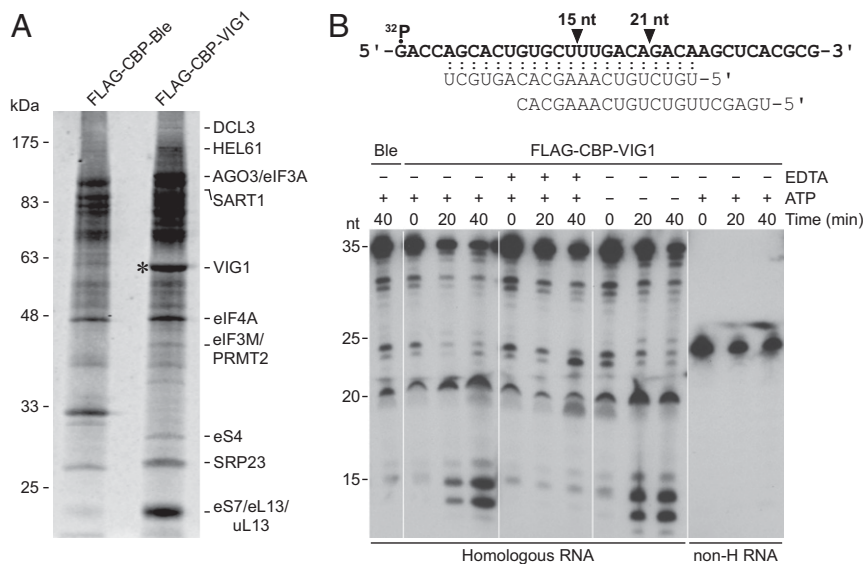 A
FLAG-CBP-Ble
FLAG-CBP-VIG1
kDa
175
83
63
48
33
25
DCL3
HEL61
AGO3/eIF3A
SART1
* VIG1
eIF4A
eIF3M/
PRMT2
eS4
SRP23
eS7/eL13/
uL13
B
15 nt 21 nt
32P
5'-GACCAGCACTGTGCTUUTGACAGACAAGCTCACGCG-3'
UCGUGACACGAAACUGUCUGU-5'
CACGAAACUGUCUGUUCGAGU-5'
Ble FLAG-CBP-VIG1
– – – – + + + – – – – – – EDTA
+ + + + + + + – – – + + + ATP
nt 40 0 20 40 0 20 40 0 20 40 0 20 40 Time (min)
35
25
20
15
Homologous RNA non-H RNA